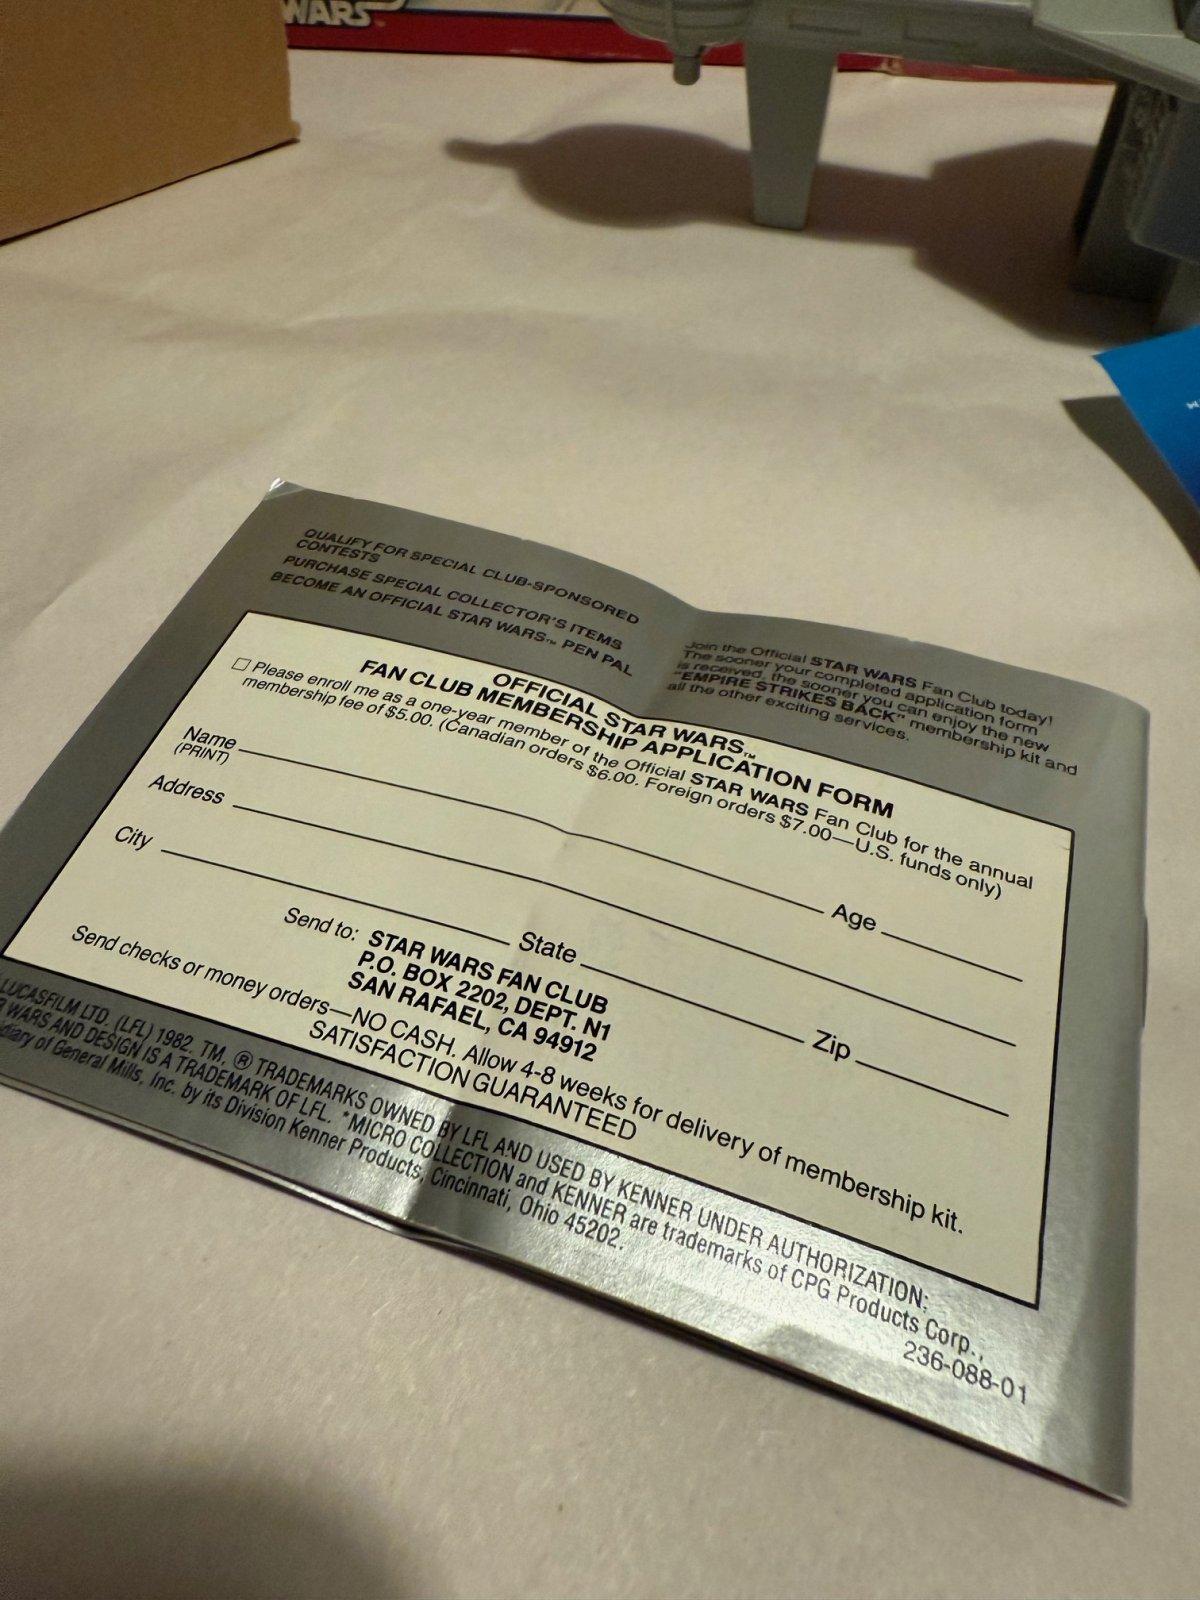 WARS
QUALIFY FOR SPECIAL CLUB-SPONSORED
CONTESTS
PURCHASE SPECIAL COLLECTOR'S ITEMS
BECOME AN OFFICIAL STAR WARS™ PEN PAL
Join the Official STAR WARS Fan Club today!
The sooner your completed application form
is received, the sooner you can enjoy the new
"EMPIRE STRIKES BACK" membership kit and
all the other exciting services.
OFFICIAL STAR WARS™
FAN CLUB MEMBERSHIP APPLICATION FORM
☐ Please enroll me as a one-year member of the Official STAR WARS Fan Club for the annual
membership fee of $5.00. (Canadian orders $6.00. Foreign orders $7.00—U.S. funds only)
Name Age
(PRINT)
Address
City State Zip
Send to: STAR WARS FAN CLUB
P.O. BOX 2202, DEPT. N1
SAN RAFAEL, CA 94912
Send checks or money orders—NO CASH. Allow 4-8 weeks for delivery of membership kit.
SATISFACTION GUARANTEED
LUCASFILM LTD. (LFL) 1982. TM, ® TRADEMARKS OWNED BY LFL AND USED BY KENNER UNDER AUTHORIZATION:
WARS AND DESIGN IS A TRADEMARK OF LFL. *MICRO COLLECTION and KENNER are trademarks of CPG Products Corp.,
of General Mills, Inc. by its Division Kenner Products, Cincinnati, Ohio 45202.
236-088-01